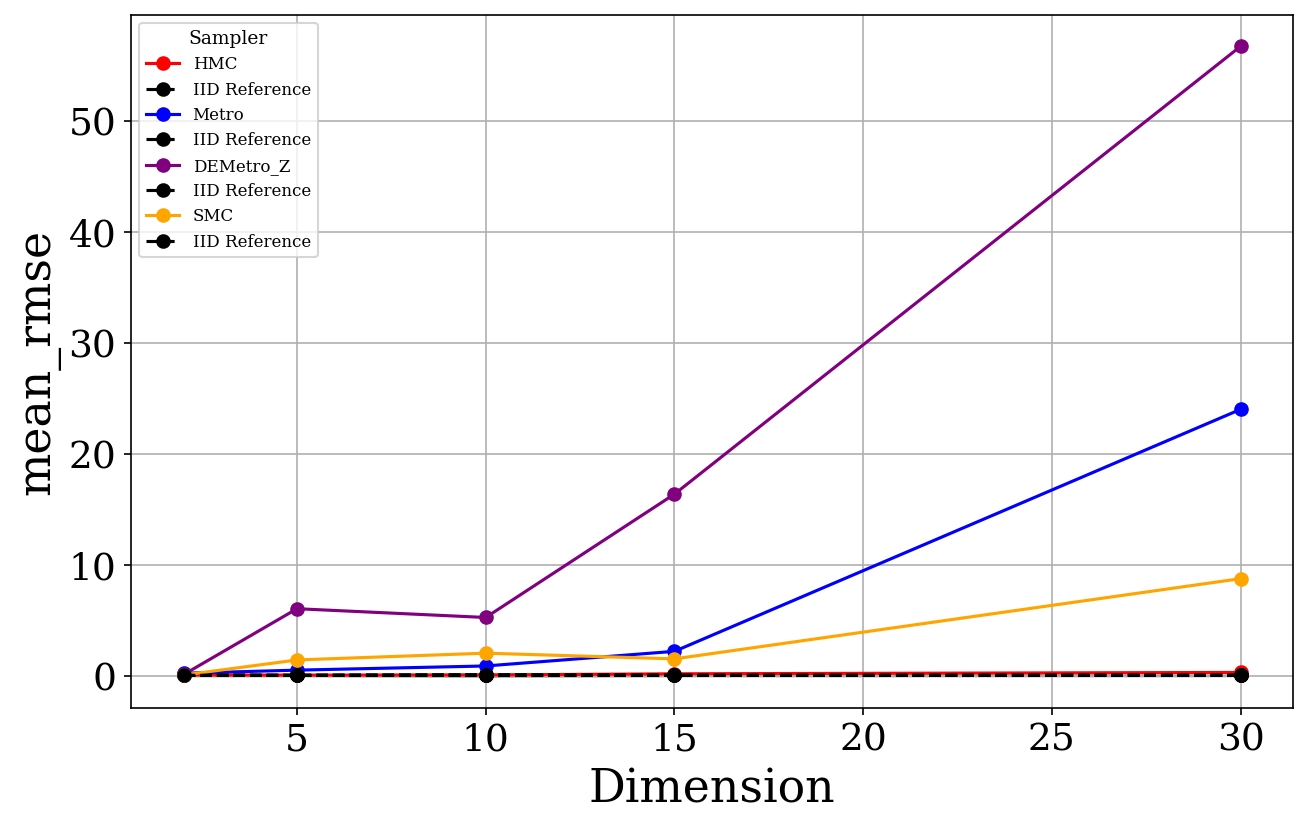 Sampler
HMC
IID Reference
Metro
IID Reference
DEMetro_Z
IID Reference
SMC
IID Reference
mean_rmse
50
40
30
20
10
0
5 10 15 20 25 30
Dimension